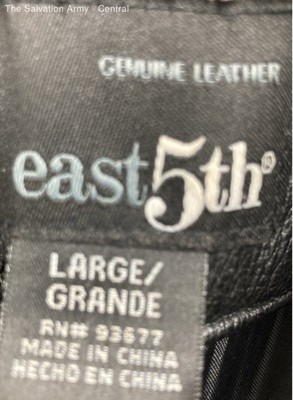 The Salvation Army - Central
GENUINE LEATHER
east5th®
LARGE/
GRANDE
RN# 93677
MADE IN CHINA
HECHO EN CHINA